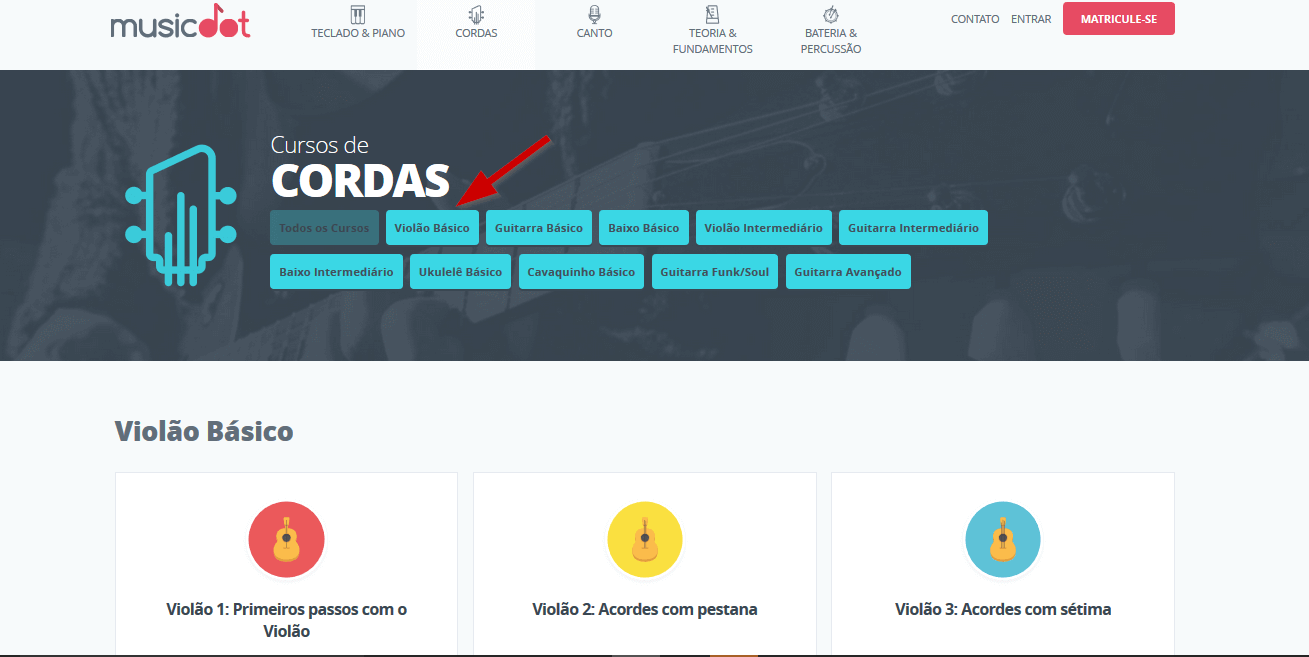 musicdot
TECLADO & PIANO
CORDAS
CANTO
TEORIA &
FUNDAMENTOS
BATERIA &
PERCUSSÃO
CONTATO
ENTRAR
MATRICULE-SE
Cursos de
CORDAS
Todos os Cursos
Violão Básico
Guitarra Básico
Baixo Básico
Violão Intermediário
Guitarra Intermediário
Baixo Intermediário
Ukulelê Básico
Cavaquinho Básico
Guitarra Funk/Soul
Guitarra Avançado
Violão Básico
Violão 1: Primeiros passos com o
Violão
Violão 2: Acordes com pestana
Violão 3: Acordes com sétima